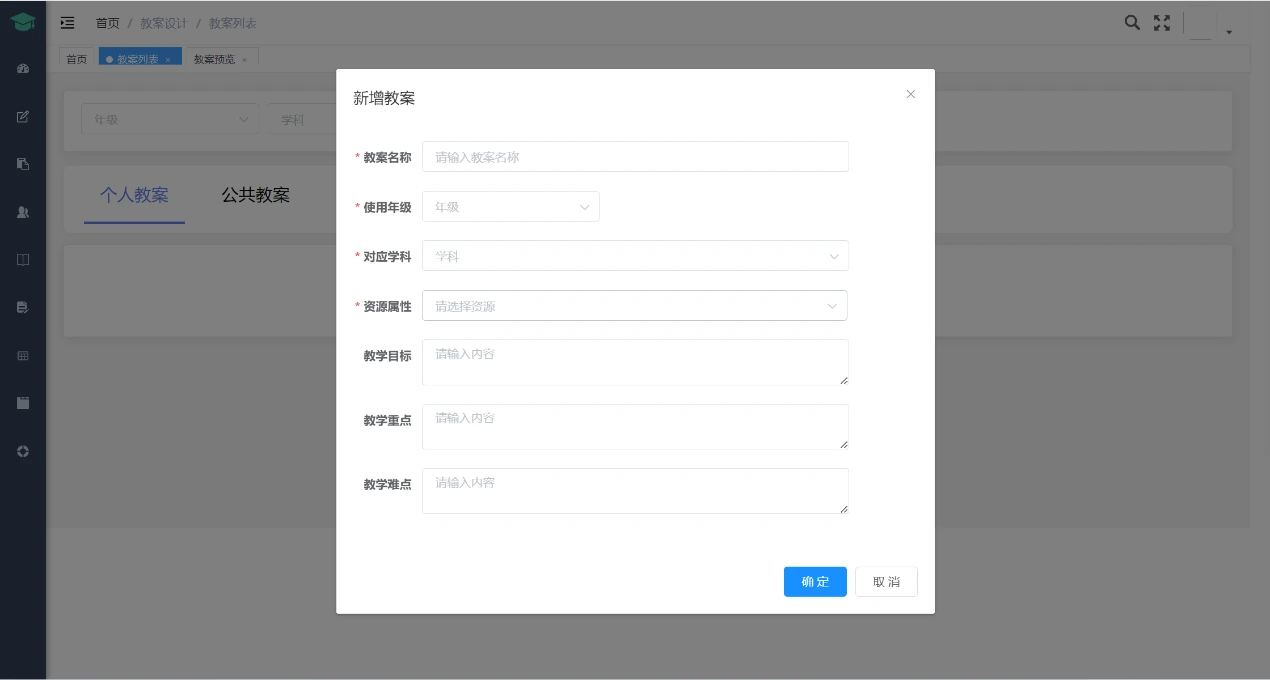 首页 / 教案设计 / 教案列表
首页 教案列表 × 教案预览 ×
年级 学科
个人教案 公共教案
新增教案
* 教案名称 请输入教案名称
* 使用年级 年级
* 对应学科 学科
* 资源属性 请选择资源
教学目标 请输入内容
教学重点 请输入内容
教学难点 请输入内容
确定 取消